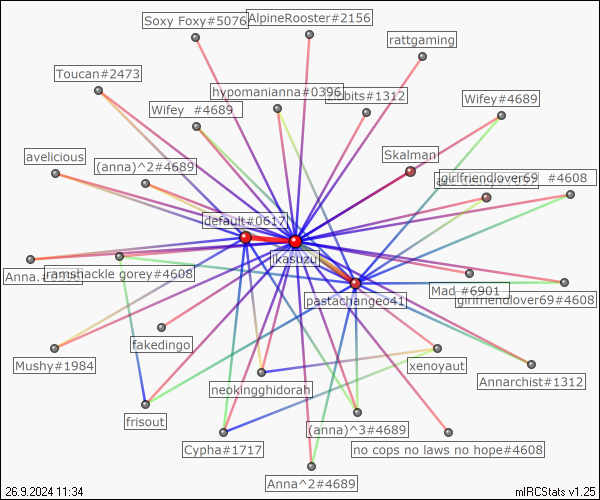 Soxy Foxy#5076
AlpineRooster#2156
rattgaming
Toucan#2473
hypomanianna#0396
bits#1312
Wifey #4689
Wifey#4689
avelicious
(anna)^2#4689
Skalman
girlfriendlover69 #4608
default#0617
ikasuzu
Anna.
ramshackle gorey#4608
pastachangeo41
Mad #6901
girlfriendlover69#4608
fakedingo
Mushy#1984
neokingghidorah
xenoyaut
Annarchist#1312
frisout
(anna)^3#4689
Cypha#1717
no cops no laws no hope#4608
Anna^2#4689
26.9.2024 11:34
mIRCStats v1.25